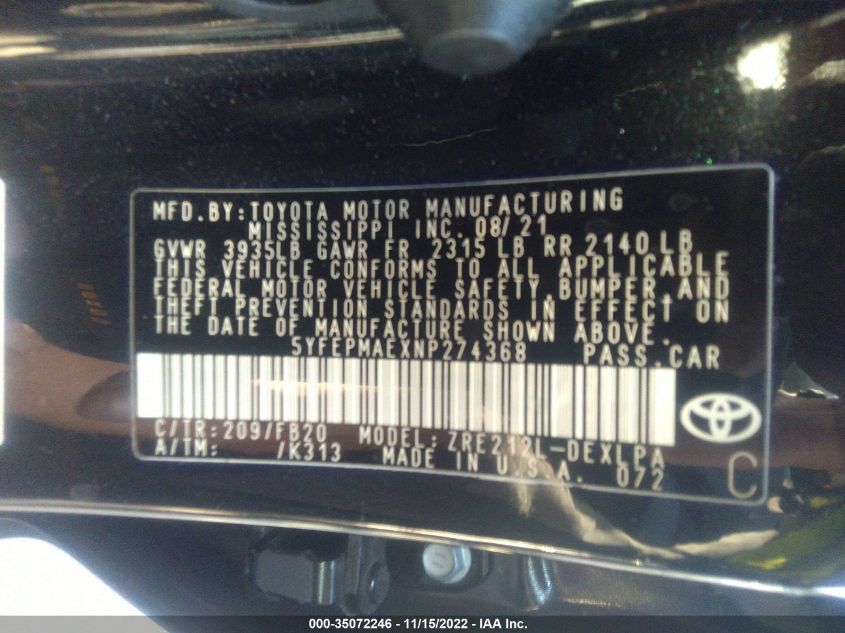 MFD.BY:TOYOTA MOTOR MANUFACTURING
MISSISSIPPI INC. 08/21
GVWR 3935LB GAWR FR 2315 LB RR 2140 LB
THIS VEHICLE CONFORMS TO ALL APPLICABLE
FEDERAL MOTOR VEHICLE SAFETY,BUMPER,AND
THEFT PREVENTION STANDARDS IN EFFECT ON
THE DATE OF MANUFACTURE SHOWN ABOVE.
5YFEPMAEXNP274368 PASS.CAR
C/TR:209/FB20 MODEL:ZRE212L-DEXLPA
A/TM: /K313 MADE IN U.S.A. 072
C
000-35072246 - 11/15/2022 - IAA Inc.